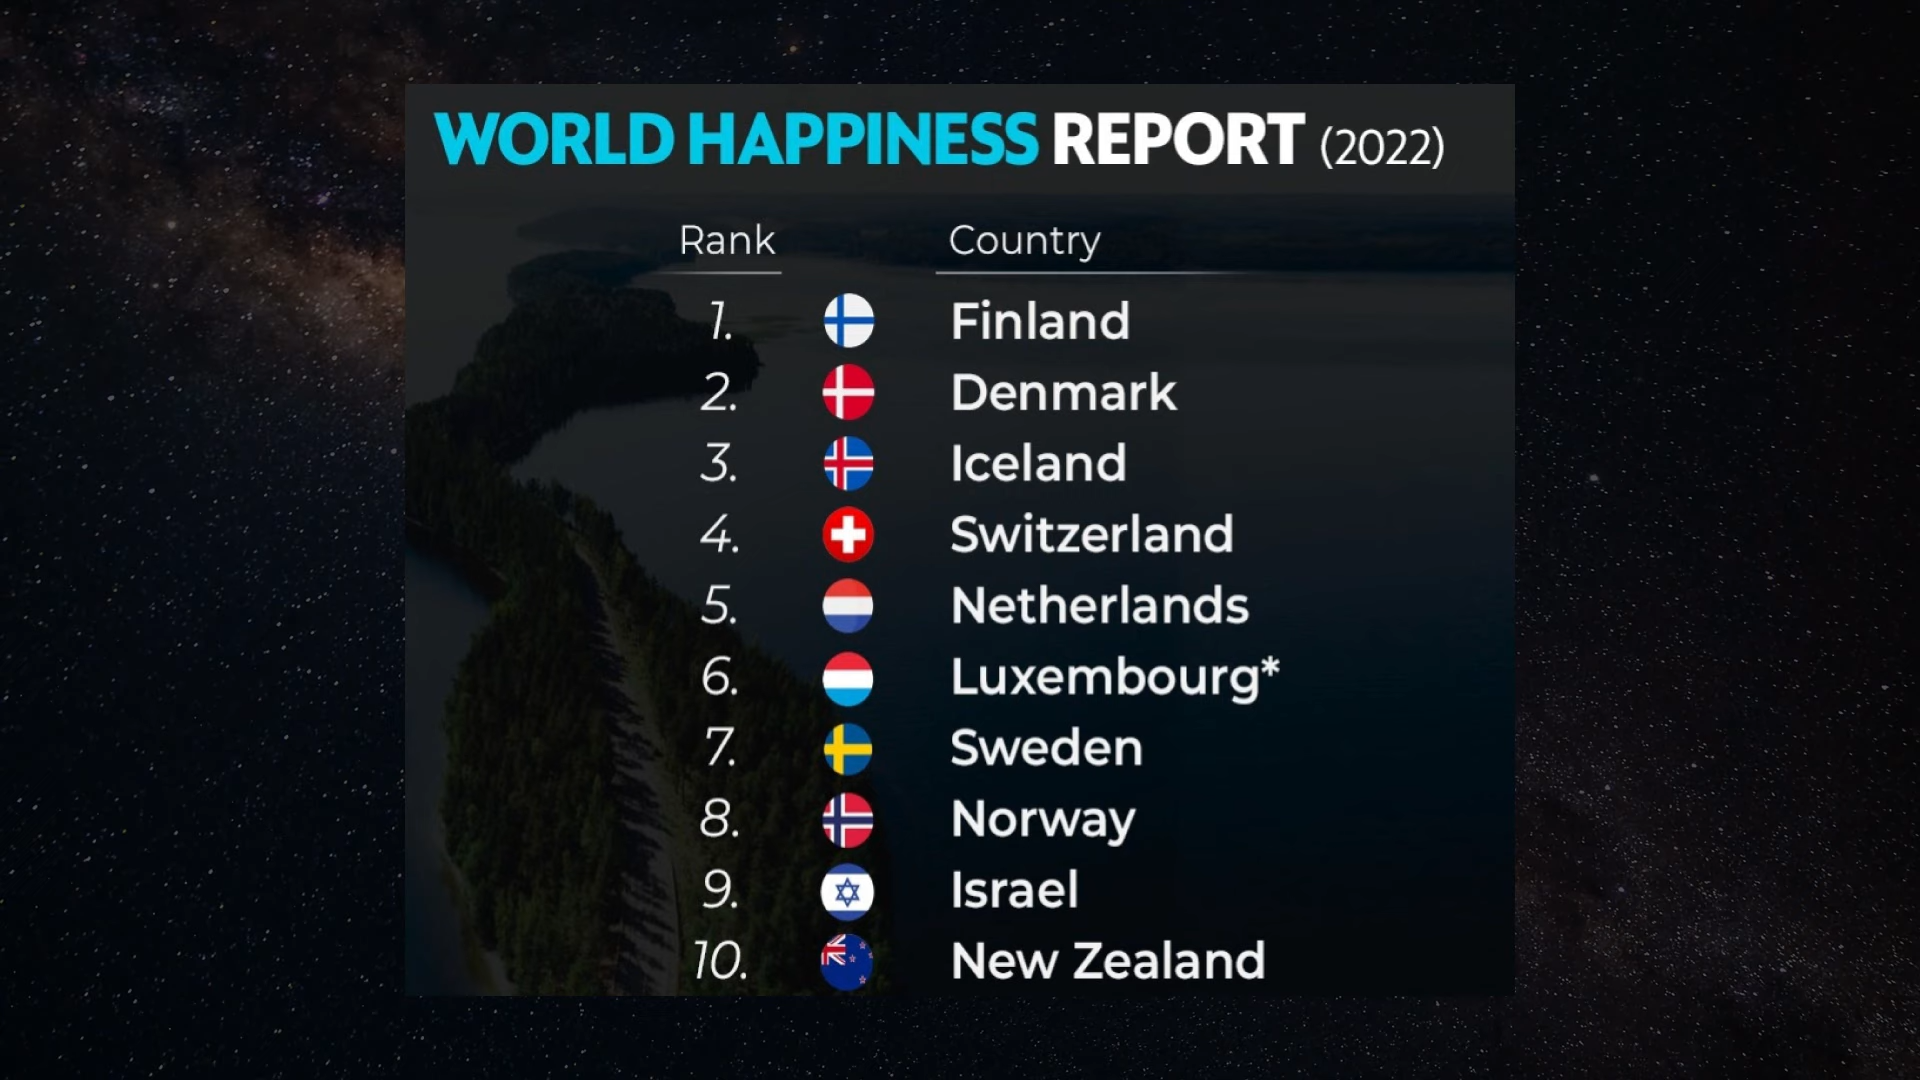 WORLD HAPPINESS REPORT (2022)
Rank Country
1. Finland
2. Denmark
3. Iceland
4. Switzerland
5. Netherlands
6. Luxembourg*
7. Sweden
8. Norway
9. Israel
10. New Zealand